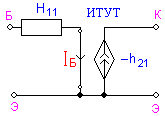 Б H11 ИТУТ К
IБ -h21
Э Э